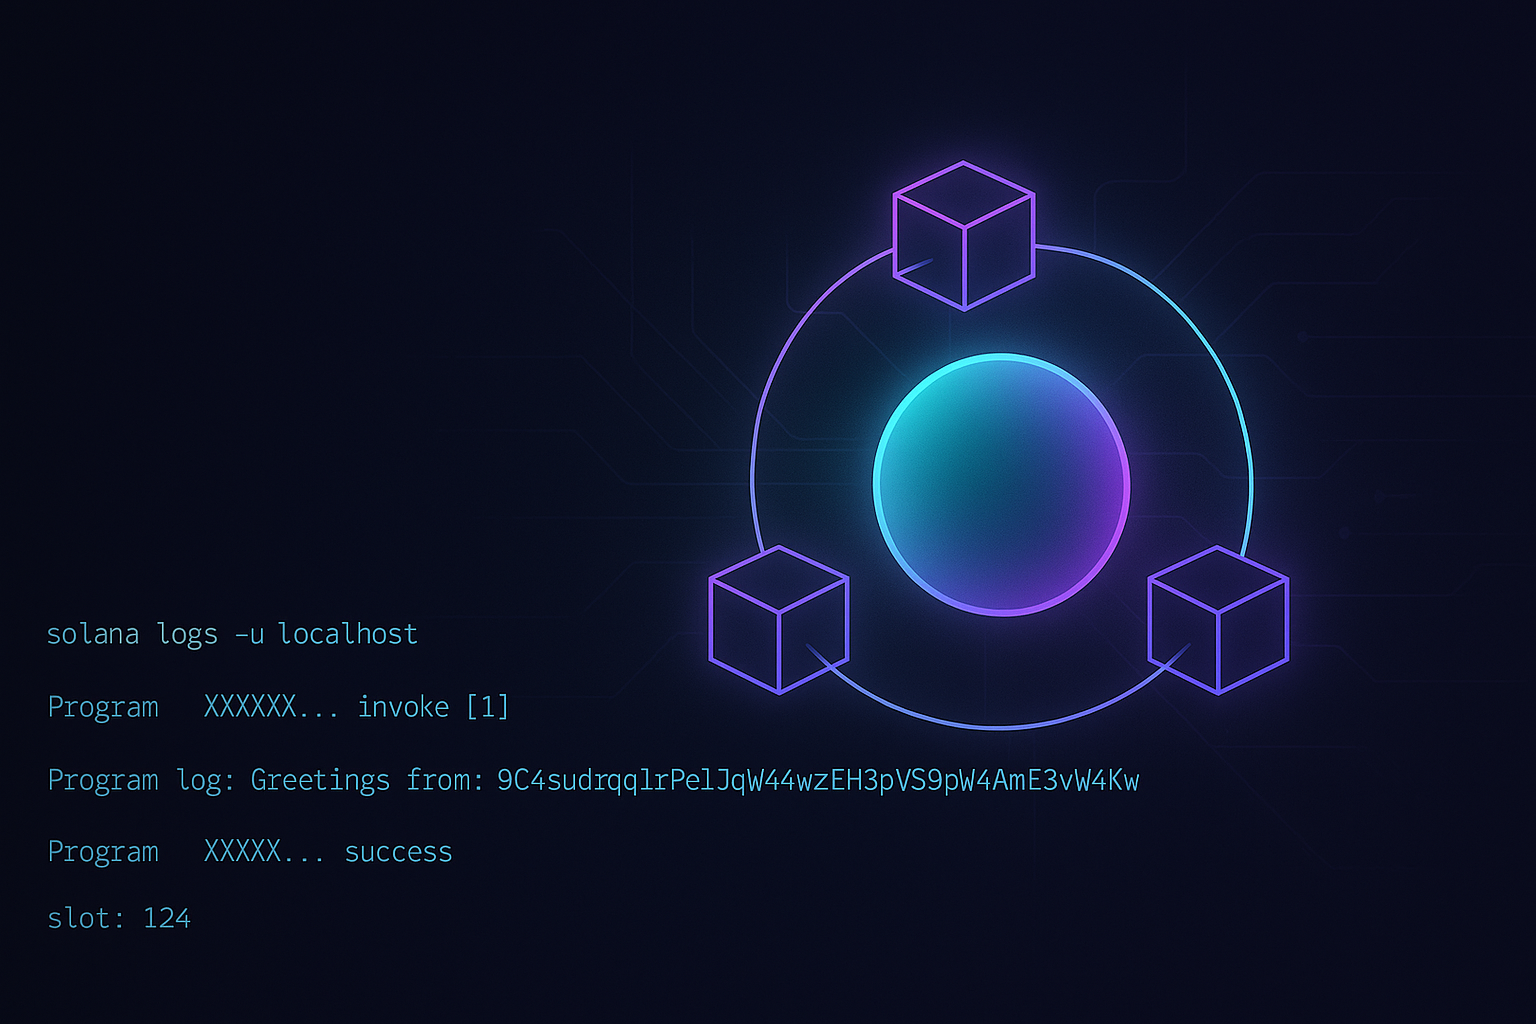 solana logs -u localhost
Program XXXXXX... invoke [1]
Program log: Greetings from: 9C4sudrqqlrPelJqW44wzEH3pVS9pW4AmE3vW4Kw
Program XXXXX... success
slot: 124